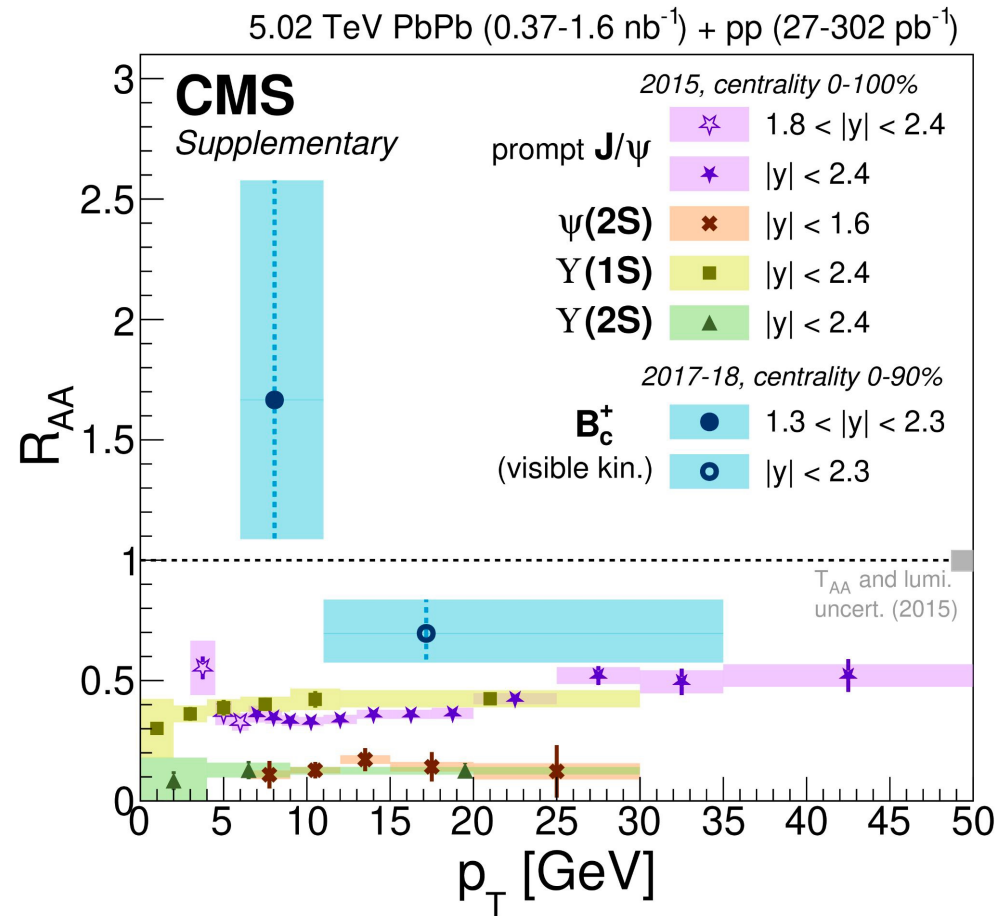 5.02 TeV PbPb (0.37-1.6 nb⁻¹) + pp (27-302 pb⁻¹)
CMS
Supplementary
2015, centrality 0-100%
prompt J/ψ
1.8 < |y| < 2.4
|y| < 2.4
ψ(2S) |y| < 1.6
Υ(1S) |y| < 2.4
Υ(2S) |y| < 2.4
2017-18, centrality 0-90%
B_c^+ 1.3 < |y| < 2.3
(visible kin.) |y| < 2.3
T_AA and lumi.
uncert. (2015)
R_AA
3
2.5
2
1.5
1
0.5
0
0 5 10 15 20 25 30 35 40 45 50
p_T [GeV]